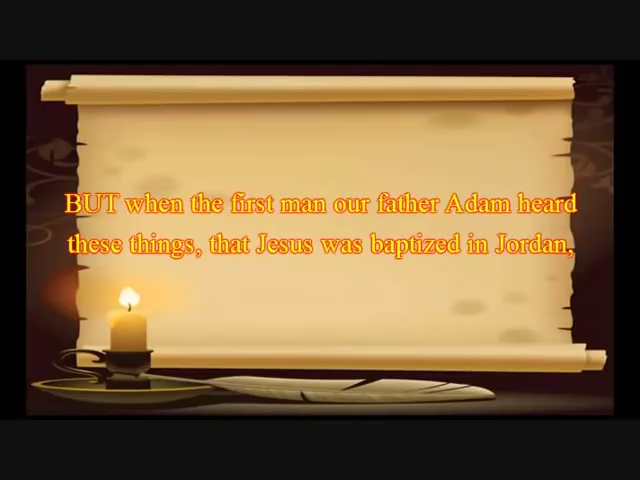 BUT when the first man our father Adam heard
these things, that Jesus was baptized in Jordan,